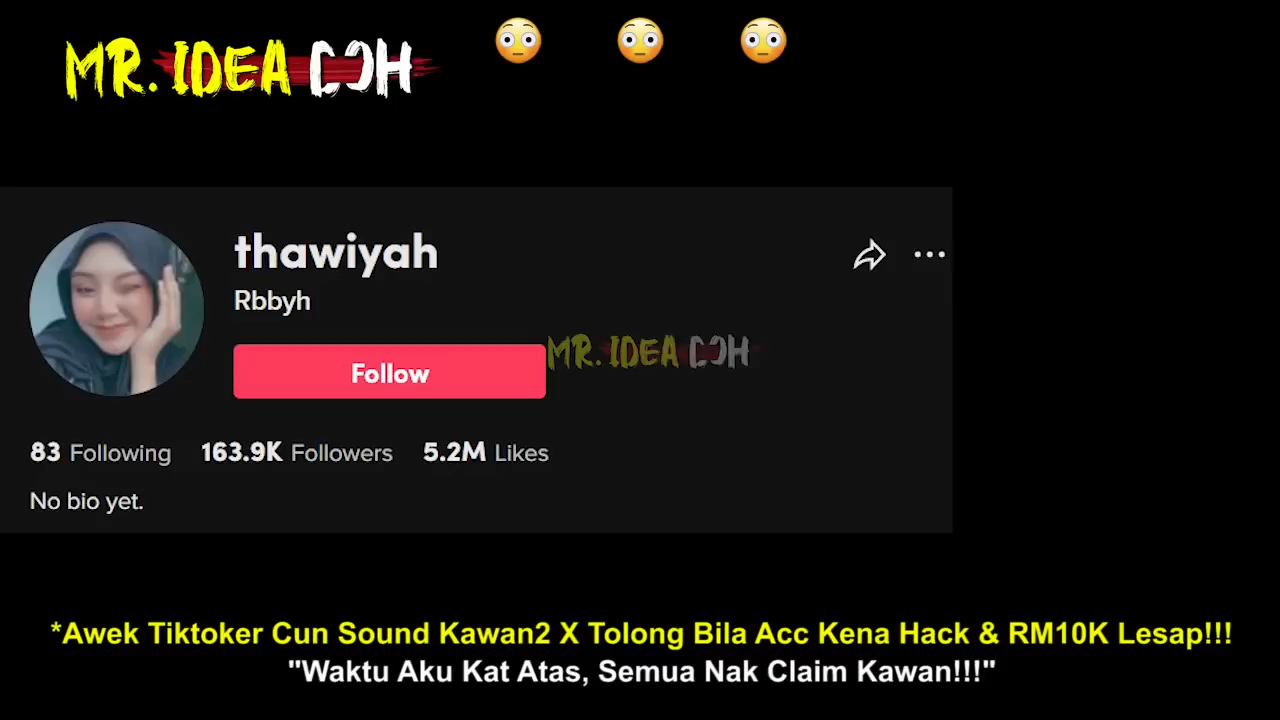 MR. IDEA DOH
thawiyah
Rbbyh
Follow
MR. IDEA DOH
83 Following 163.9K Followers 5.2M Likes
No bio yet.
*Awek Tiktoker Cun Sound Kawan2 X Tolong Bila Acc Kena Hack & RM10K Lesap!!!
"Waktu Aku Kat Atas, Semua Nak Claim Kawan!!!"